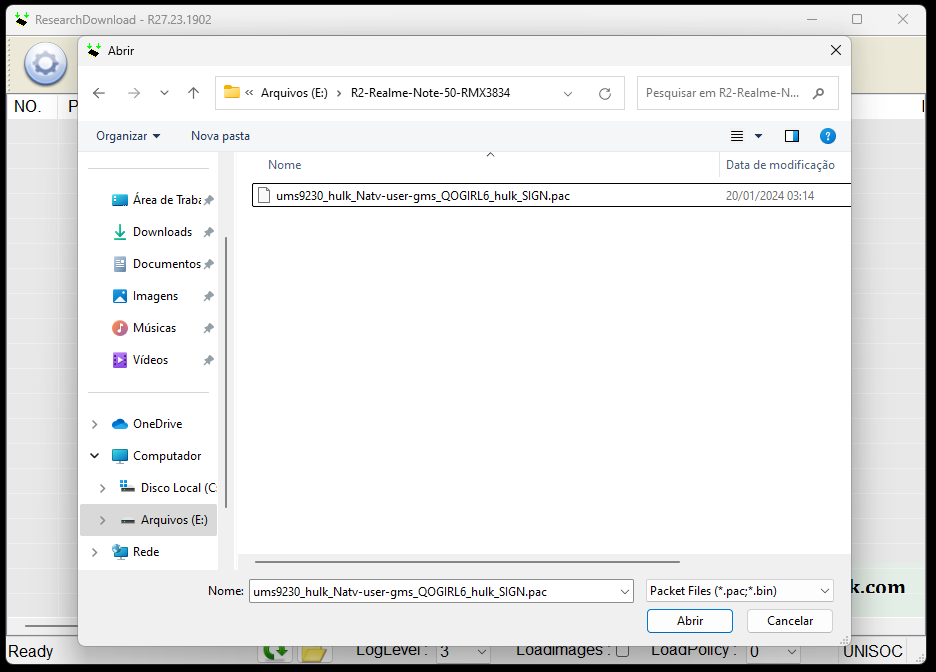 ResearchDownload - R27.23.1902
Abrir
« Arquivos (E:) › R2-Realme-Note-50-RMX3834
Pesquisar em R2-Realme-N...
NO.
P
Organizar
Nova pasta
Nome
Data de modificação
ums9230_hulk_Natv-user-gms_QOGIRL6_hulk_SIGN.pac
20/01/2024 03:14
Área de Traba
Downloads
Documentos
Imagens
Músicas
Vídeos
OneDrive
Computador
Disco Local (C:
Arquivos (E:)
Rede
Nome:
ums9230_hulk_Natv-user-gms_QOGIRL6_hulk_SIGN.pac
Packet Files (*.pac;*.bin)
k.com
Abrir
Cancelar
Ready
LogLevel : 3
LoadImages :
LoadPolicy : 0
UNISOC